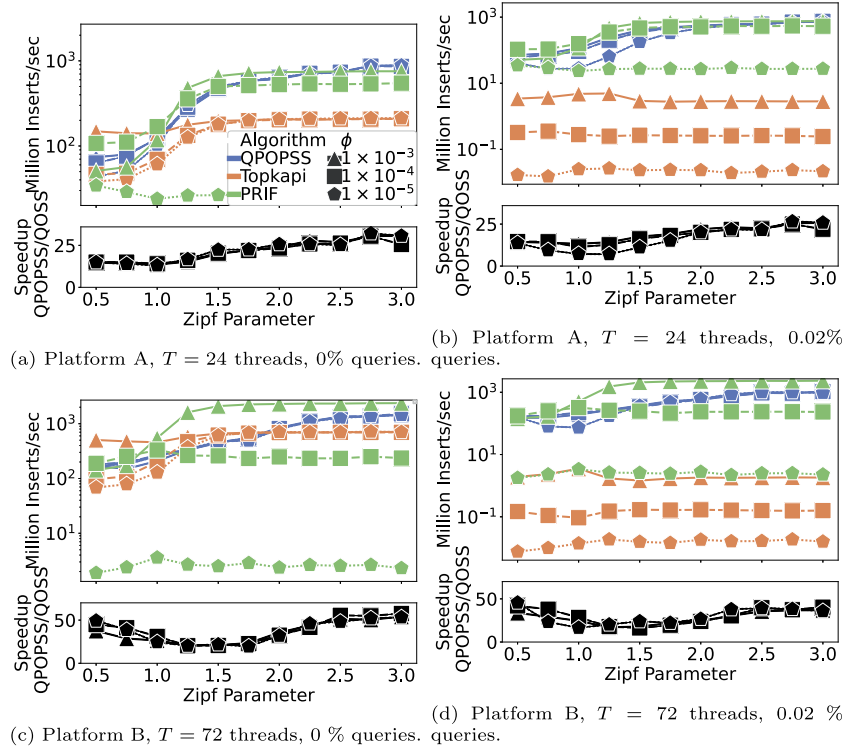 Million Inserts/sec
10³
10²
Algorithm ϕ
QPOPSS 1 × 10⁻³
Topkapi 1 × 10⁻⁴
PRIF 1 × 10⁻⁵
Speedup
QPOPSS/QOSS
25
0
0.5 1.0 1.5 2.0 2.5 3.0
Zipf Parameter
(a) Platform A, T = 24 threads, 0% queries.
Million Inserts/sec
10³
10¹
10⁻¹
Speedup
QPOPSS/QOSS
25
0
0.5 1.0 1.5 2.0 2.5 3.0
Zipf Parameter
(b) Platform A, T = 24 threads, 0.02%
queries.
Million Inserts/sec
10³
10²
10¹
Speedup
QPOPSS/QOSS
50
0
0.5 1.0 1.5 2.0 2.5 3.0
Zipf Parameter
(c) Platform B, T = 72 threads, 0 % queries.
Million Inserts/sec
10³
10¹
10⁻¹
Speedup
QPOPSS/QOSS
50
25
0
0.5 1.0 1.5 2.0 2.5 3.0
Zipf Parameter
(d) Platform B, T = 72 threads, 0.02 %
queries.